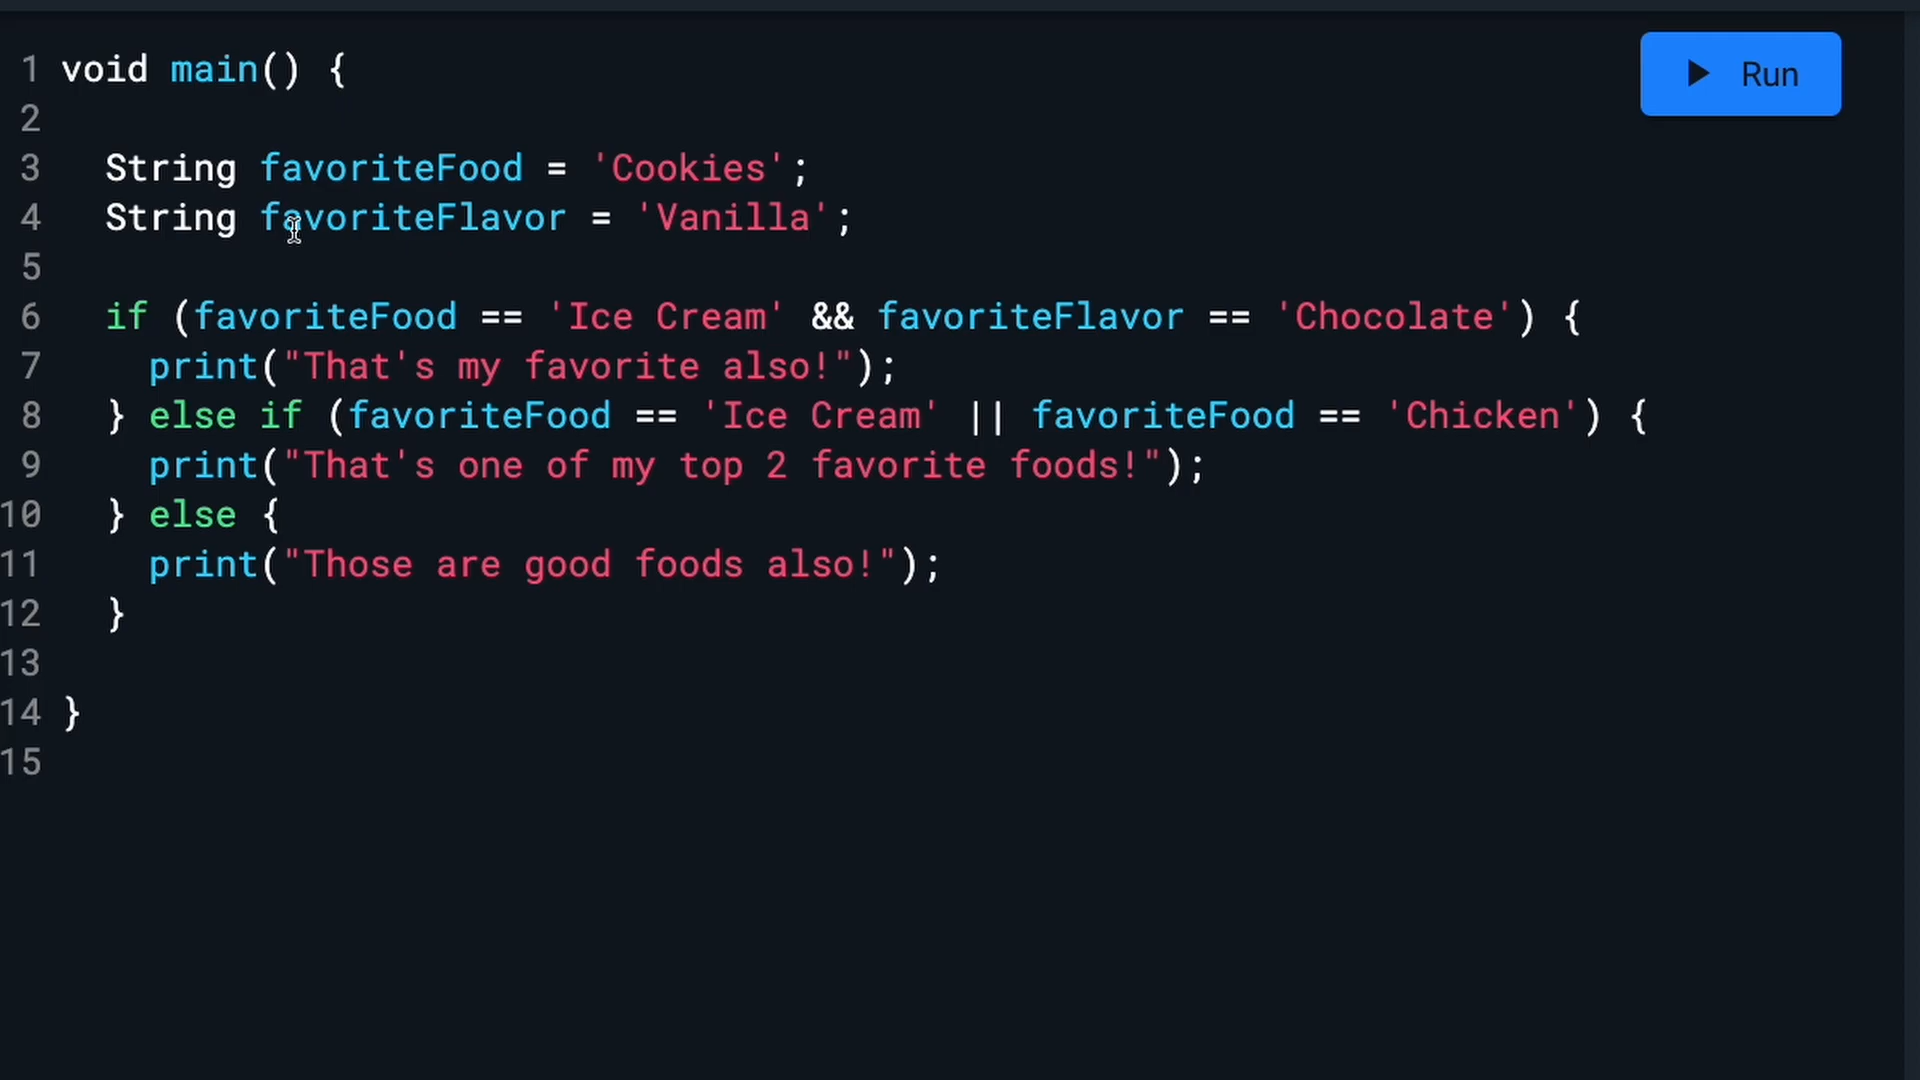 1 void main() {
Run
2
3 String favoriteFood = 'Cookies';
4 String favoriteFlavor = 'Vanilla';
5
6 if (favoriteFood == 'Ice Cream' && favoriteFlavor == 'Chocolate') {
7 print("That's my favorite also!");
8 } else if (favoriteFood == 'Ice Cream' || favoriteFood == 'Chicken') {
9 print("That's one of my top 2 favorite foods!");
10 } else {
11 print("Those are good foods also!");
12 }
13
14 }
15